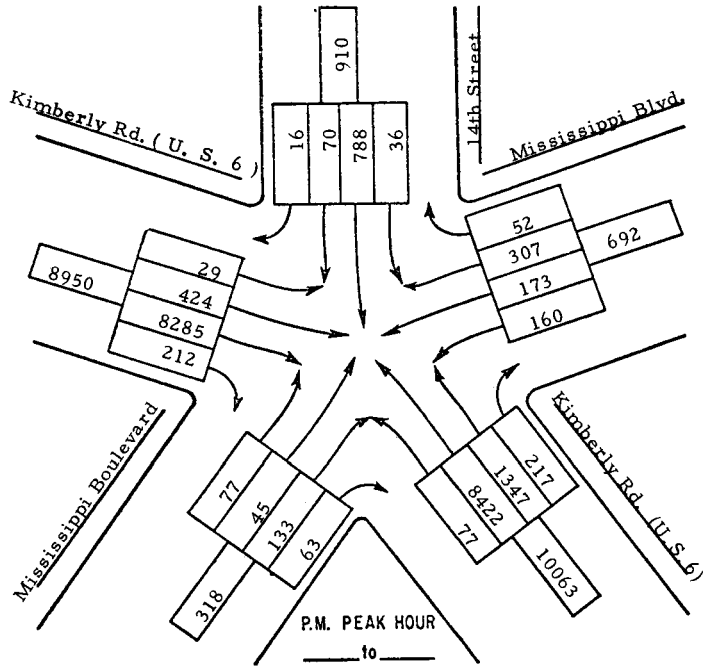 910
14th Street
Kimberly Rd. ( U. S. 6 )
Mississippi Blvd.
16 70 788 36
52
307
173
160
692
8950
29
424
8285
212
Mississippi Boulevard
77 45 133 63
318
77 8422 1347 217
10063
Kimberly Rd. (U.S.6)
P.M. PEAK HOUR
to